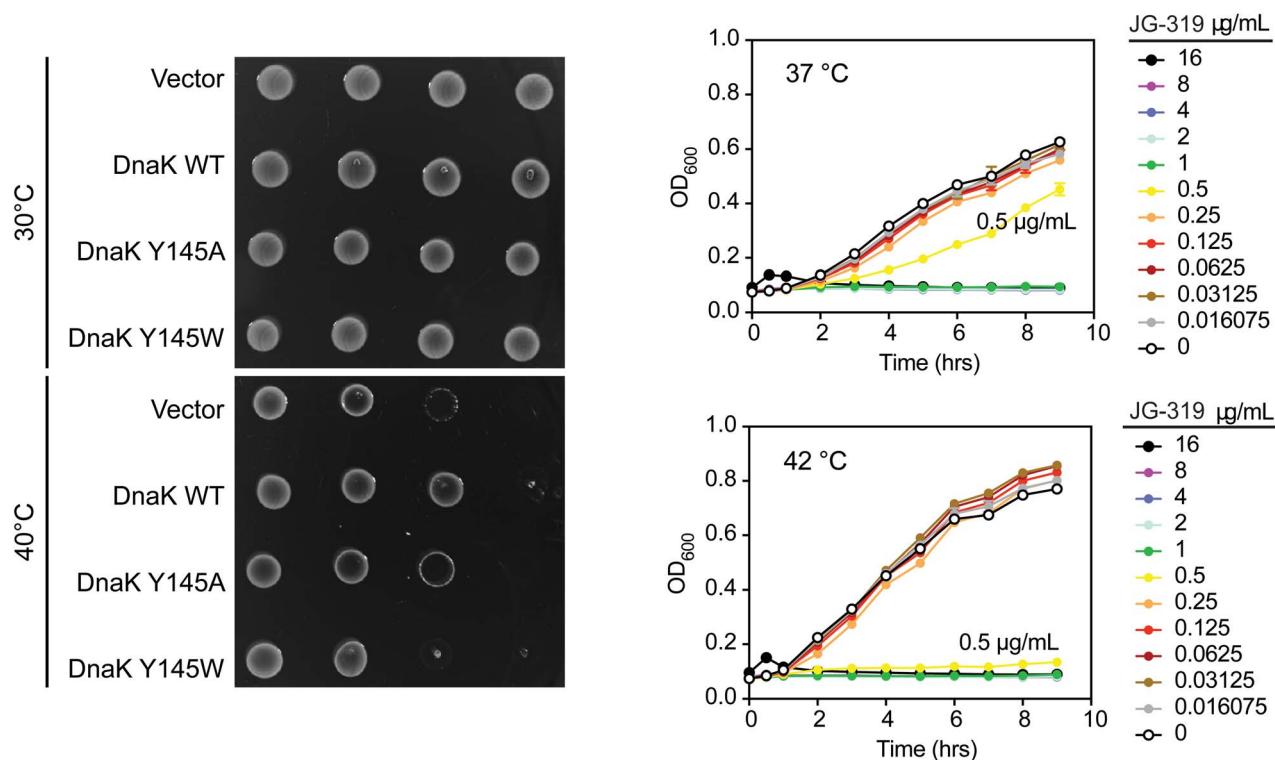 30°C
Vector
DnaK WT
DnaK Y145A
DnaK Y145W
40°C
Vector
DnaK WT
DnaK Y145A
DnaK Y145W
37 °C
OD600
1.0
0.8
0.6
0.4
0.2
0.0
0.5 µg/mL
0 2 4 6 8 10
Time (hrs)
JG-319 µg/mL
16
8
4
2
1
0.5
0.25
0.125
0.0625
0.03125
0.016075
0
42 °C
OD600
1.0
0.8
0.6
0.4
0.2
0.0
0.5 µg/mL
0 2 4 6 8 10
Time (hrs)
JG-319 µg/mL
16
8
4
2
1
0.5
0.25
0.125
0.0625
0.03125
0.016075
0